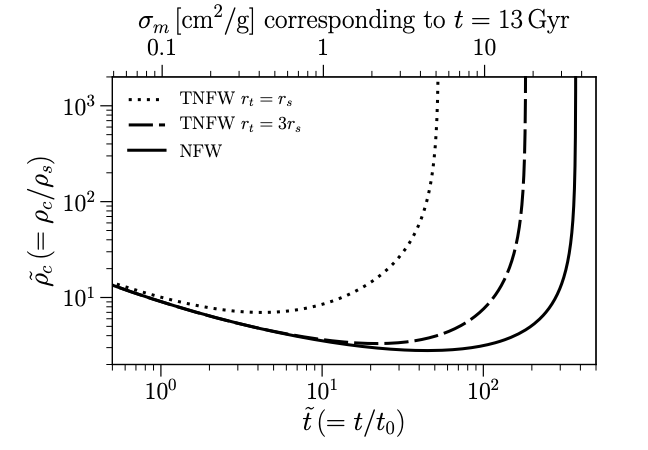 σ_m [cm²/g] corresponding to t = 13 Gyr
0.1 1 10
TNFW r_t = r_s
TNFW r_t = 3r_s
NFW
10³
10²
10¹
ρ̃_c (= ρ_c/ρ_s)
10⁰ 10¹ 10²
t̃ (= t/t₀)